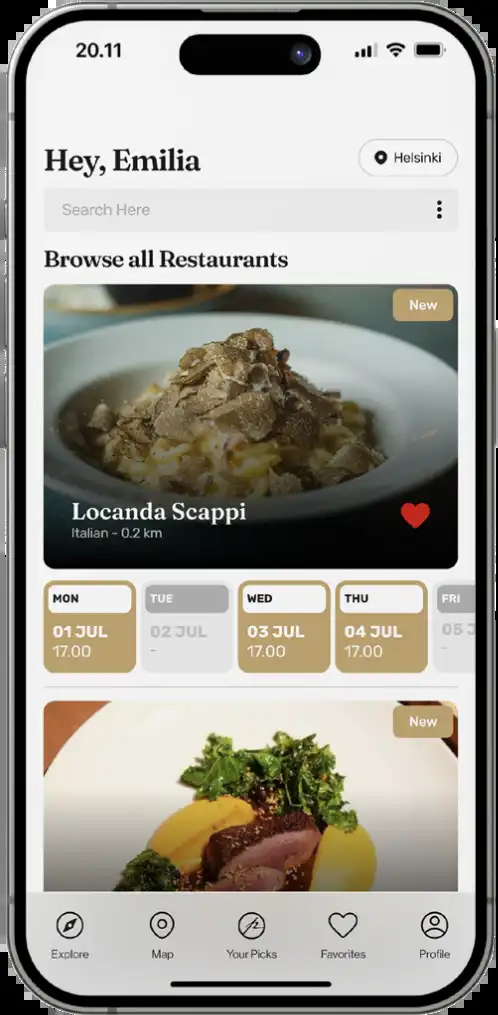 20.11
Hey, Emilia
Helsinki
Search Here
Browse all Restaurants
New
Locanda Scappi
Italian - 0.2 km
MON TUE WED THU FRI
01 JUL 02 JUL 03 JUL 04 JUL 05 J
17.00 - 17.00 17.00 -
New
Explore Map Your Picks Favorites Profile